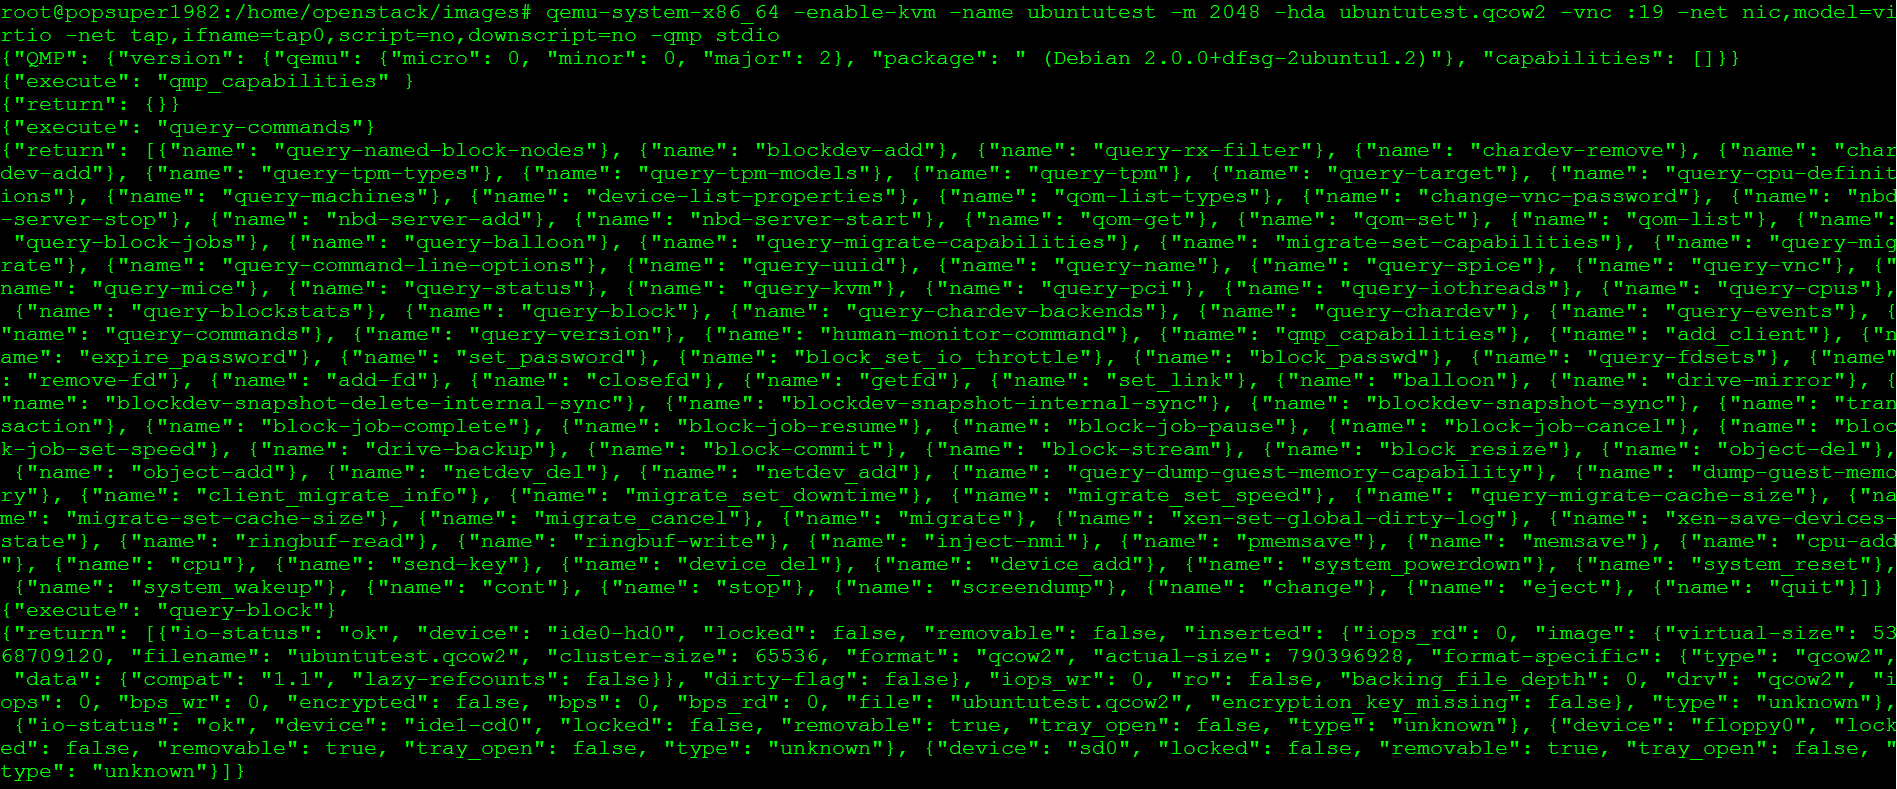 root@popsuper1982:/home/openstack/images# qemu-system-x86_64 -enable-kvm -name ubuntutest -m 2048 -hda ubuntutest.qcow2 -vnc :19 -net nic,model=vi
rtio -net tap,ifname=tap0,script=no,downscript=no -qmp stdio
{"QMP": {"version": {"qemu": {"micro": 0, "minor": 0, "major": 2}, "package": " (Debian 2.0.0+dfsg-2ubuntu1.2)"}, "capabilities": []}}
{"execute": "qmp_capabilities" }
{"return": {}}
{"execute": "query-commands"}
{"return": [{"name": "query-named-block-nodes"}, {"name": "blockdev-add"}, {"name": "query-rx-filter"}, {"name": "chardev-remove"}, {"name": "char
dev-add"}, {"name": "query-tpm-types"}, {"name": "query-tpm-models"}, {"name": "query-tpm"}, {"name": "query-target"}, {"name": "query-cpu-definit
ions"}, {"name": "query-machines"}, {"name": "device-list-properties"}, {"name": "qom-list-types"}, {"name": "change-vnc-password"}, {"name": "nbd
-server-stop"}, {"name": "nbd-server-add"}, {"name": "nbd-server-start"}, {"name": "qom-get"}, {"name": "qom-set"}, {"name": "qom-list"}, {"name":
 "query-block-jobs"}, {"name": "query-balloon"}, {"name": "query-migrate-capabilities"}, {"name": "migrate-set-capabilities"}, {"name": "query-mig
rate"}, {"name": "query-command-line-options"}, {"name": "query-uuid"}, {"name": "query-name"}, {"name": "query-spice"}, {"name": "query-vnc"}, {"
name": "query-mice"}, {"name": "query-status"}, {"name": "query-kvm"}, {"name": "query-pci"}, {"name": "query-iothreads"}, {"name": "query-cpus"},
 {"name": "query-blockstats"}, {"name": "query-block"}, {"name": "query-chardev-backends"}, {"name": "query-chardev"}, {"name": "query-events"}, {
"name": "query-commands"}, {"name": "query-version"}, {"name": "human-monitor-command"}, {"name": "qmp_capabilities"}, {"name": "add_client"}, {"n
ame": "expire_password"}, {"name": "set_password"}, {"name": "block_set_io_throttle"}, {"name": "block_passwd"}, {"name": "query-fdsets"}, {"name"
: "remove-fd"}, {"name": "add-fd"}, {"name": "closefd"}, {"name": "getfd"}, {"name": "set_link"}, {"name": "balloon"}, {"name": "drive-mirror"}, {
"name": "blockdev-snapshot-delete-internal-sync"}, {"name": "blockdev-snapshot-internal-sync"}, {"name": "blockdev-snapshot-sync"}, {"name": "tran
saction"}, {"name": "block-job-complete"}, {"name": "block-job-resume"}, {"name": "block-job-pause"}, {"name": "block-job-cancel"}, {"name": "bloc
k-job-set-speed"}, {"name": "drive-backup"}, {"name": "block-commit"}, {"name": "block-stream"}, {"name": "block_resize"}, {"name": "object-del"},
 {"name": "object-add"}, {"name": "netdev_del"}, {"name": "netdev_add"}, {"name": "query-dump-guest-memory-capability"}, {"name": "dump-guest-memo
ry"}, {"name": "client_migrate_info"}, {"name": "migrate_set_downtime"}, {"name": "migrate_set_speed"}, {"name": "query-migrate-cache-size"}, {"na
me": "migrate-set-cache-size"}, {"name": "migrate_cancel"}, {"name": "migrate"}, {"name": "xen-set-global-dirty-log"}, {"name": "xen-save-devices-
state"}, {"name": "ringbuf-read"}, {"name": "ringbuf-write"}, {"name": "inject-nmi"}, {"name": "pmemsave"}, {"name": "memsave"}, {"name": "cpu-add
"}, {"name": "cpu"}, {"name": "send-key"}, {"name": "device_del"}, {"name": "device_add"}, {"name": "system_powerdown"}, {"name": "system_reset"},
 {"name": "system_wakeup"}, {"name": "cont"}, {"name": "stop"}, {"name": "screendump"}, {"name": "change"}, {"name": "eject"}, {"name": "quit"}]}
{"execute": "query-block"}
{"return": [{"io-status": "ok", "device": "ide0-hd0", "locked": false, "removable": false, "inserted": {"iops_rd": 0, "image": {"virtual-size": 53
68709120, "filename": "ubuntutest.qcow2", "cluster-size": 65536, "format": "qcow2", "actual-size": 790396928, "format-specific": {"type": "qcow2",
 "data": {"compat": "1.1", "lazy-refcounts": false}}, "dirty-flag": false}, "iops_wr": 0, "ro": false, "backing_file_depth": 0, "drv": "qcow2", "i
ops": 0, "bps_wr": 0, "encrypted": false, "bps": 0, "bps_rd": 0, "file": "ubuntutest.qcow2", "encryption_key_missing": false}, "type": "unknown"},
 {"io-status": "ok", "device": "ide1-cd0", "locked": false, "removable": true, "tray_open": false, "type": "unknown"}, {"device": "floppy0", "lock
ed": false, "removable": true, "tray_open": false, "type": "unknown"}, {"device": "sd0", "locked": false, "removable": true, "tray_open": false, "
type": "unknown"}]}